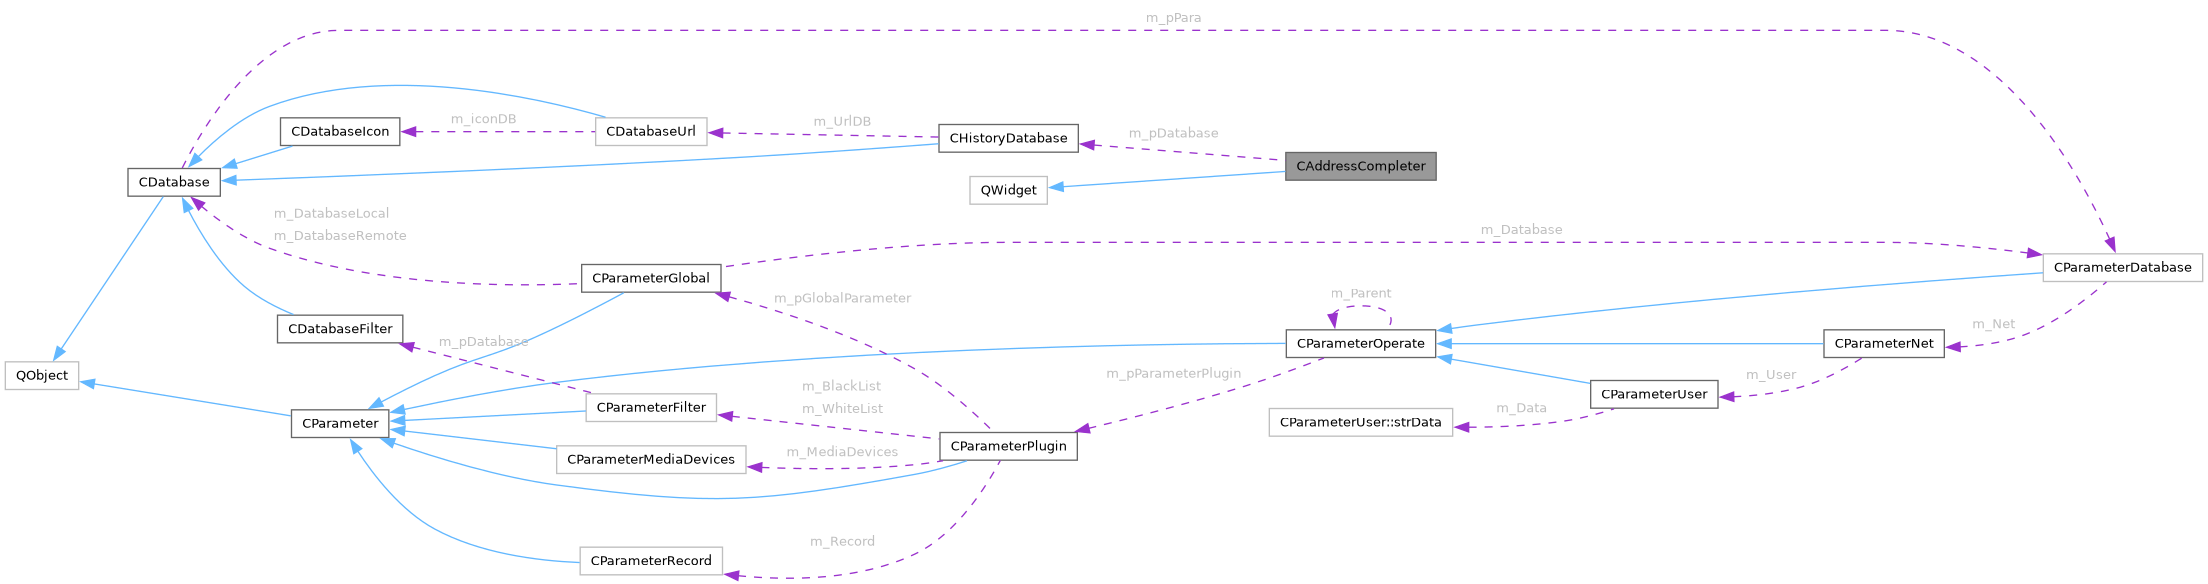 m_pPara
m_iconDB
m_UrlDB
m_pDatabase
CDatabaseIcon
CDatabaseUrl
CHistoryDatabase
CAddressCompleter
CDatabase
QWidget
m_DatabaseLocal
m_DatabaseRemote
m_Database
CParameterGlobal
CParameterDatabase
m_pGlobalParameter
m_Parent
CDatabaseFilter
m_pDatabase
CParameterOperate
m_Net
CParameterNet
QObject
m_BlackList
m_WhiteList
m_pParameterPlugin
m_User
CParameterUser
CParameterFilter
m_Data
CParameterUser::strData
CParameter
CParameterPlugin
m_MediaDevices
CParameterMediaDevices
m_Record
CParameterRecord